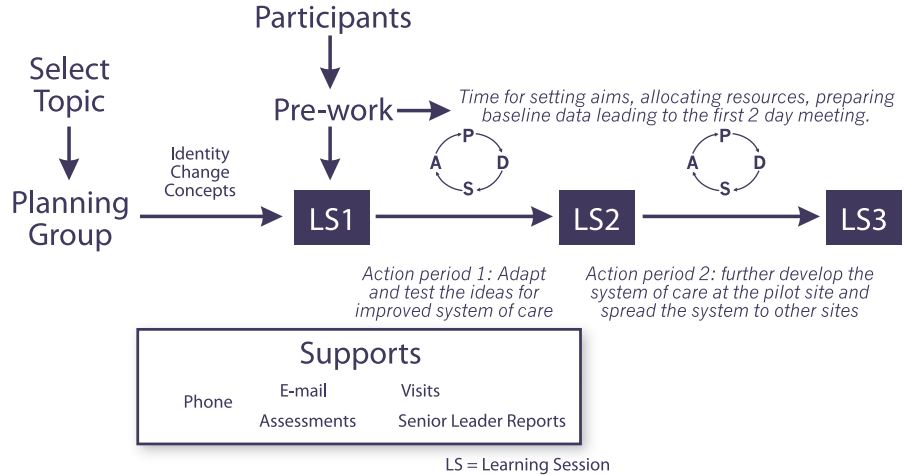 Participants
Select
Topic
Pre-work
Time for setting aims, allocating resources, preparing
baseline data leading to the first 2 day meeting.
Identity
Change
Concepts
P
A
D
S
P
A
D
S
Planning
Group
LS1
LS2
LS3
Action period 1: Adapt
and test the ideas for
improved system of care
Action period 2: further develop the
system of care at the pilot site and
spread the system to other sites
Supports
Phone
E-mail
Visits
Assessments
Senior Leader Reports
LS = Learning Session